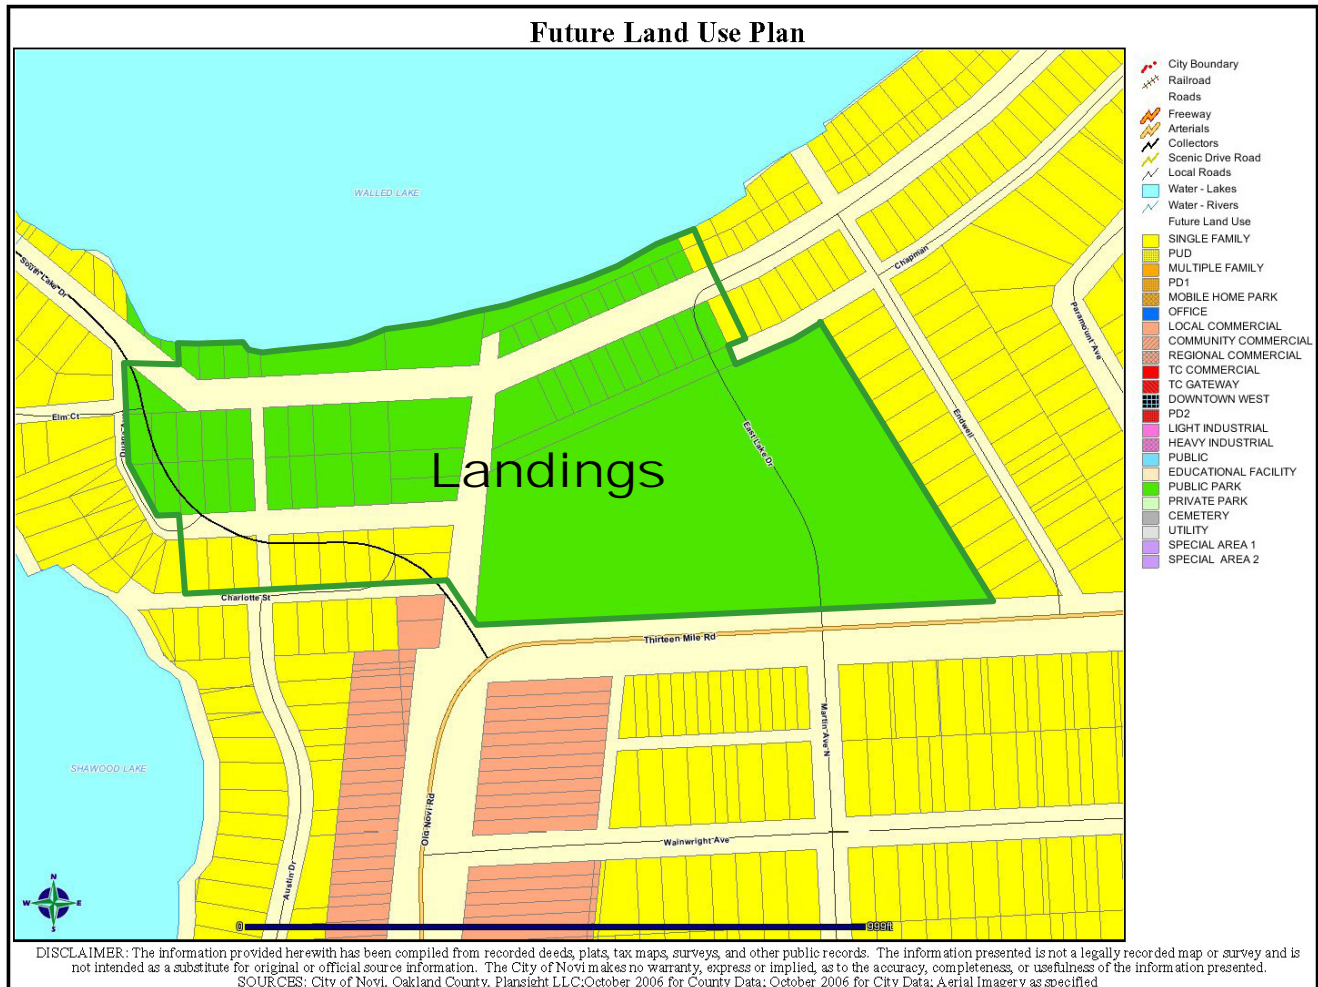 Future Land Use Plan
WALLED LAKE
South Lake Dr
Elm Ct
Duana Ave
Landings
East Lake Dr
Chapman
Paramount Ave
Endwell
Charlotte St
Thirteen Mile Rd
SHAWOOD LAKE
Martin Ave N
Old Novi Rd
Wainwright Ave
Austin Dr
N
W E
S
0 999ft
City Boundary
Railroad
Roads
Freeway
Arterials
Collectors
Scenic Drive Road
Local Roads
Water - Lakes
Water - Rivers
Future Land Use
SINGLE FAMILY
PUD
MULTIPLE FAMILY
PD1
MOBILE HOME PARK
OFFICE
LOCAL COMMERCIAL
COMMUNITY COMMERCIAL
REGIONAL COMMERCIAL
TC COMMERCIAL
TC GATEWAY
DOWNTOWN WEST
PD2
LIGHT INDUSTRIAL
HEAVY INDUSTRIAL
PUBLIC
EDUCATIONAL FACILITY
PUBLIC PARK
PRIVATE PARK
CEMETERY
UTILITY
SPECIAL AREA 1
SPECIAL AREA 2
DISCLAIMER: The information provided herewith has been compiled from recorded deeds, plats, tax maps, surveys, and other public records. The information presented is not a legally recorded map or survey and is
not intended as a substitute for original or official source information. The City of Novi makes no warranty, express or implied, as to the accuracy, completeness, or usefulness of the information presented.
SOURCES: City of Novi, Oakland County, Plansight LLC;October 2006 for County Data; October 2006 for City Data; Aerial Imagery as specified